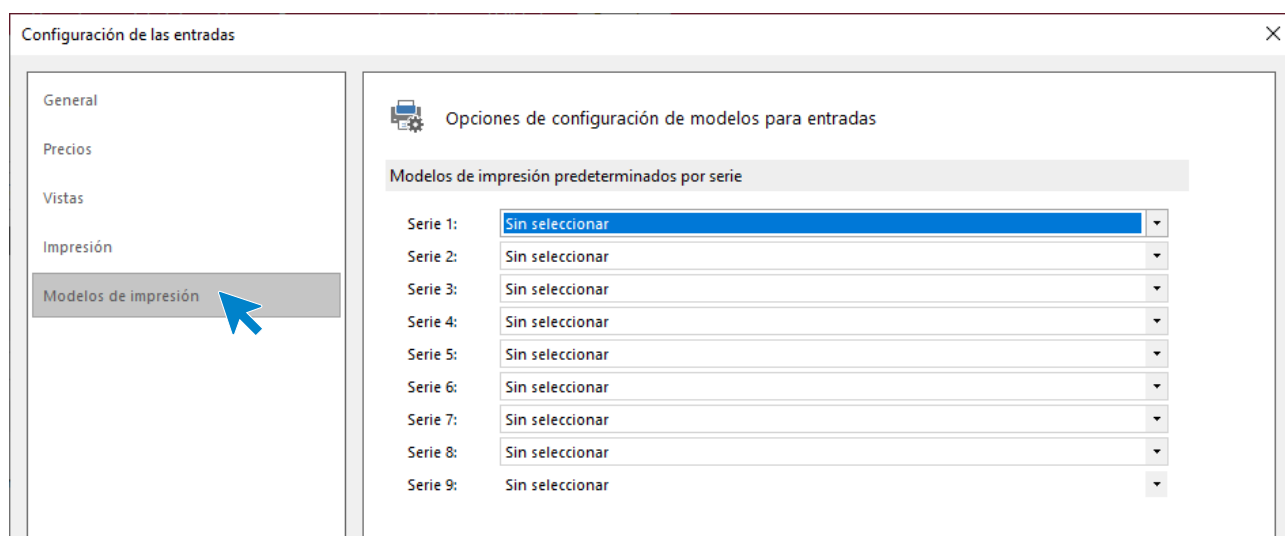 Configuración de las entradas
General
Precios
Vistas
Impresión
Modelos de impresión
Opciones de configuración de modelos para entradas
Modelos de impresión predeterminados por serie
Serie 1: Sin seleccionar
Serie 2: Sin seleccionar
Serie 3: Sin seleccionar
Serie 4: Sin seleccionar
Serie 5: Sin seleccionar
Serie 6: Sin seleccionar
Serie 7: Sin seleccionar
Serie 8: Sin seleccionar
Serie 9: Sin seleccionar